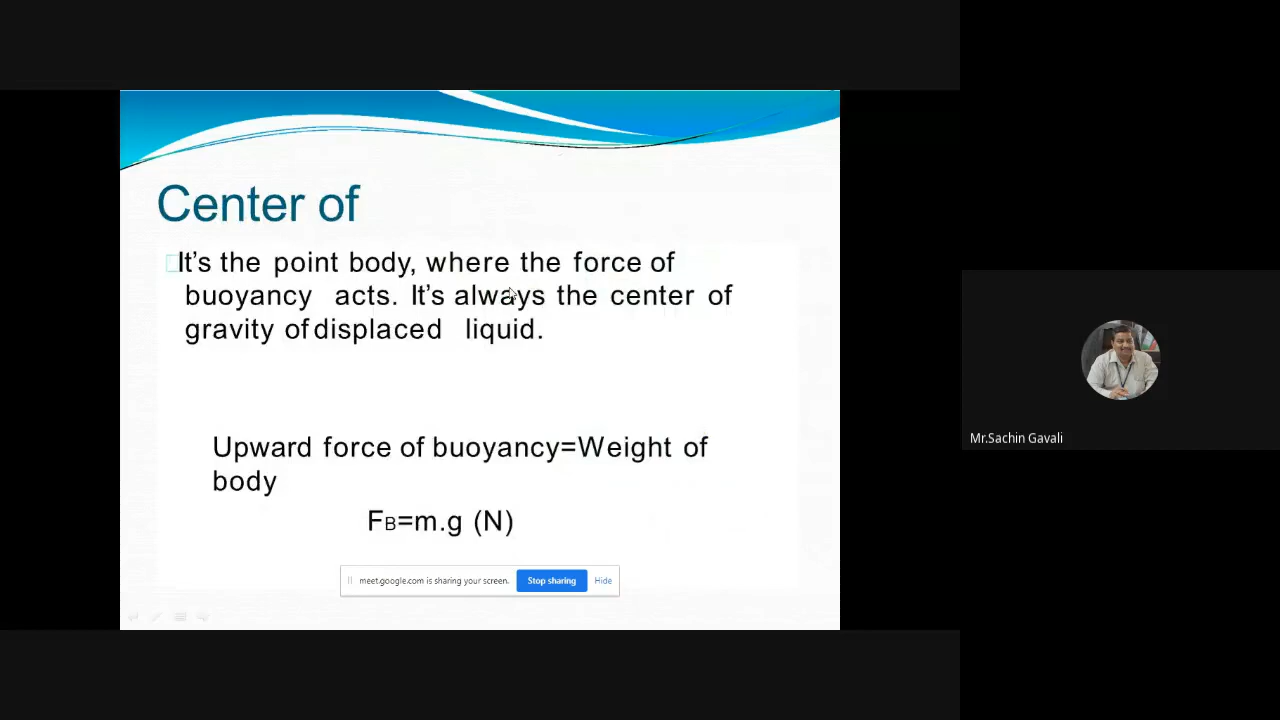 Center of
It's the point body, where the force of
buoyancy acts. It's always the center of
gravity of displaced liquid.
Upward force of buoyancy=Weight of
body
FB=m.g (N)
meet.google.com is sharing your screen. Stop sharing Hide
Mr.Sachin Gavali